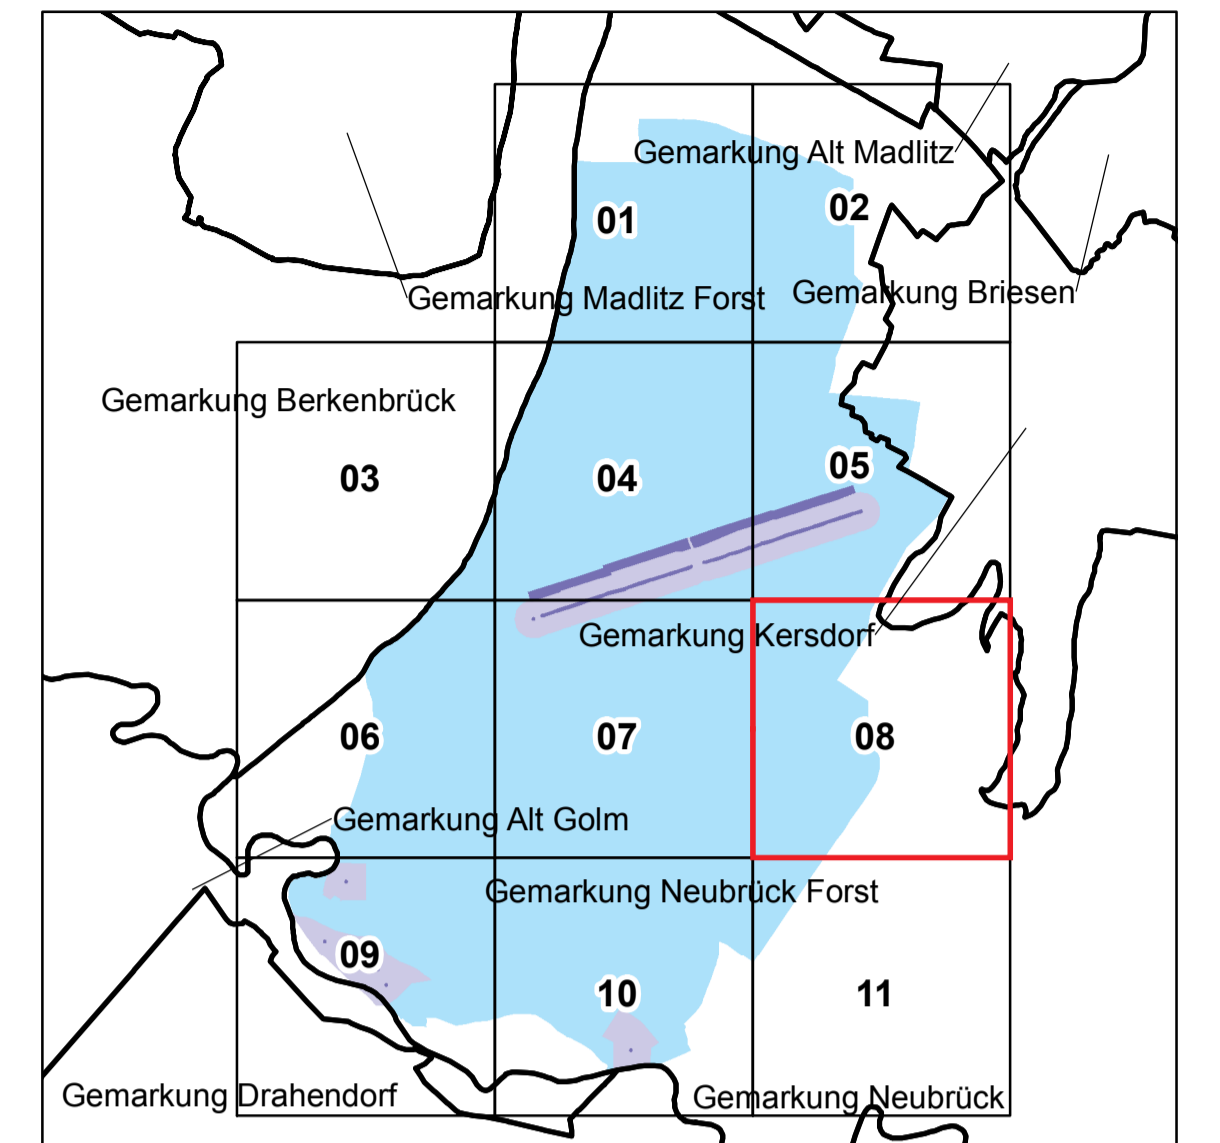 Gemarkung Alt Madlitz
01
02
Gemarkung Madlitz Forst
Gemarkung Briesen
Gemarkung Berkenbrück
03
04
05
Gemarkung Kersdorf
06
07
08
Gemarkung Alt Golm
Gemarkung Neubrück Forst
09
10
11
Gemarkung Drahendorf
Gemarkung Neubrück